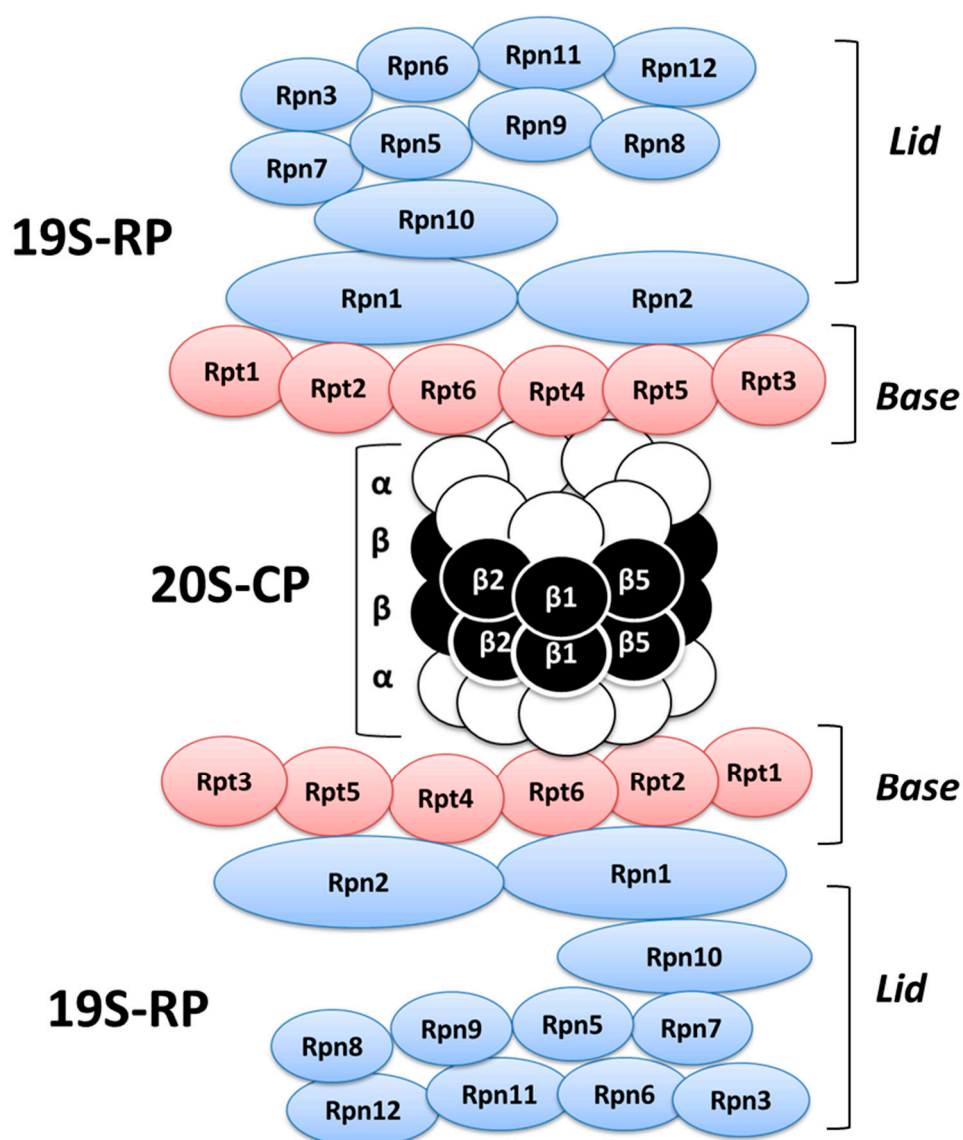 Rpn3 Rpn6 Rpn11 Rpn12
Rpn7 Rpn5 Rpn9 Rpn8
Lid
Rpn10
19S-RP
Rpn1 Rpn2
Rpt1 Rpt2 Rpt6 Rpt4 Rpt5 Rpt3
Base
α
β
20S-CP
β2 β1 β5
β
β2 β1 β5
α
Rpt3 Rpt5 Rpt4 Rpt6 Rpt2 Rpt1
Base
Rpn2 Rpn1
Rpn10
Lid
19S-RP
Rpn8 Rpn9 Rpn5 Rpn7
Rpn12 Rpn11 Rpn6 Rpn3